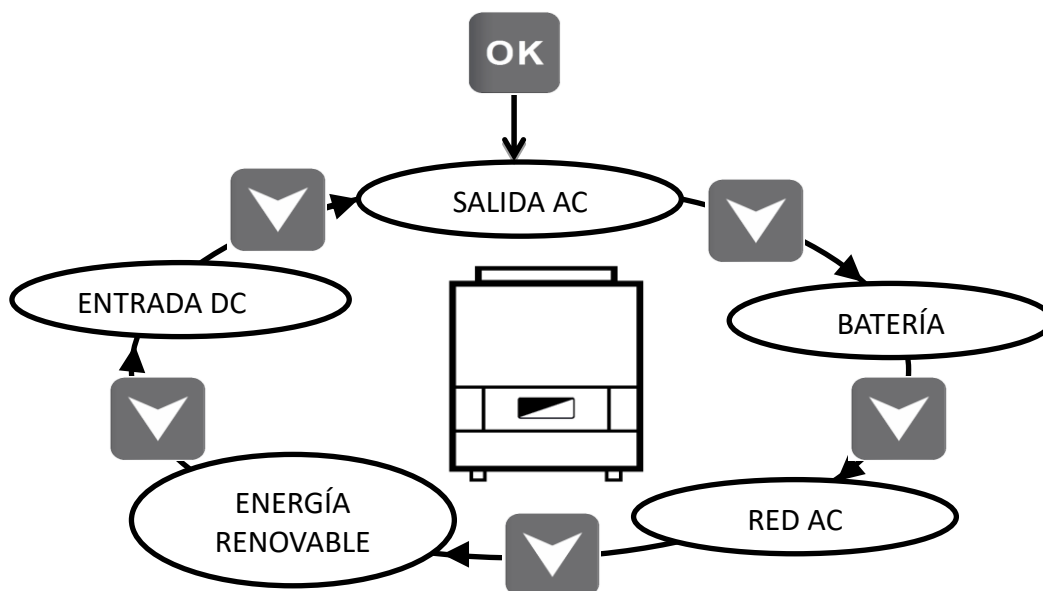 OK
SALIDA AC
ENTRADA DC
BATERÍA
ENERGÍA
RENOVABLE
RED AC